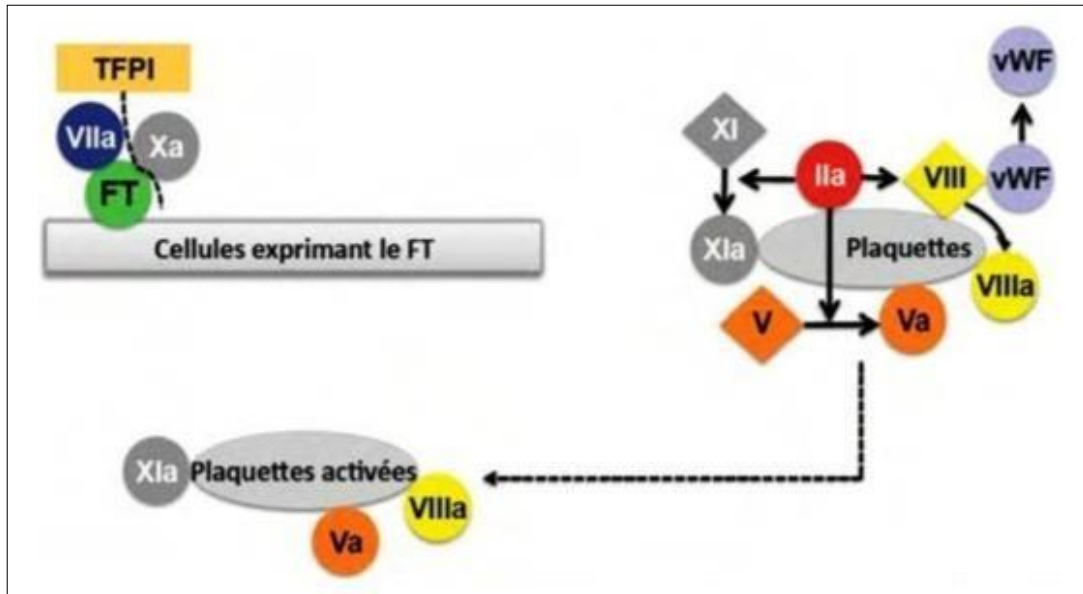 TFPI
VIIa
Xa
FT
Cellules exprimant le FT
vWF
XI
IIa
VIII
vWF
XIa
Plaquettes
VIIIa
V
Va
XIa
Plaquettes activées
VIIIa
Va